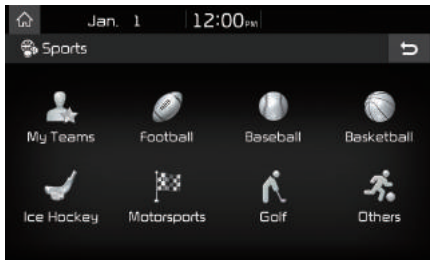 Jan. 1 12:00PM
Sports
My Teams Football Baseball Basketball
Ice Hockey Motorsports Golf Others